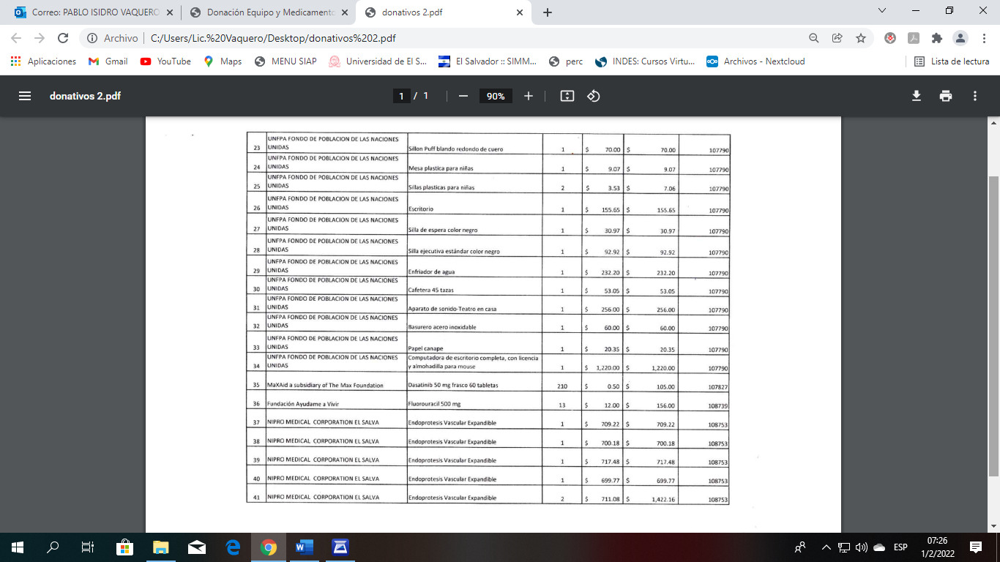 Correo: PABLO ISIDRO VAQUERO
Donación Equipo y Medicamento
donativos 2.pdf
Archivo
C:/Users/Lic.%20Vaquero/Desktop/donativos%202.pdf
Aplicaciones
Gmail
YouTube
Maps
MENU SIAP
Universidad de El S...
El Salvador :: SIMM...
perc
INDES: Cursos Virtu...
Archivos - Nextcloud
Lista de lectura
donativos 2.pdf
1 / 1
90%
23 UNFPA FONDO DE POBLACION DE LAS NACIONES
UNIDAS Sillon Puff blando redondo de cuero 1 $ 70.00 $ 70.00 107790
24 UNFPA FONDO DE POBLACION DE LAS NACIONES
UNIDAS Mesa plastica para niñas 1 $ 9.07 $ 9.07 107790
25 UNFPA FONDO DE POBLACION DE LAS NACIONES
UNIDAS Sillas plasticas para niñas 2 $ 3.53 $ 7.06 107790
26 UNFPA FONDO DE POBLACION DE LAS NACIONES
UNIDAS Escritorio 1 $ 155.65 $ 155.65 107790
27 UNFPA FONDO DE POBLACION DE LAS NACIONES
UNIDAS Silla de espera color negro 1 $ 30.97 $ 30.97 107790
28 UNFPA FONDO DE POBLACION DE LAS NACIONES
UNIDAS Silla ejecutiva estándar color negro 1 $ 92.92 $ 92.92 107790
29 UNFPA FONDO DE POBLACION DE LAS NACIONES
UNIDAS Enfriador de agua 1 $ 232.20 $ 232.20 107790
30 UNFPA FONDO DE POBLACION DE LAS NACIONES
UNIDAS Cafetera 45 tazas 1 $ 53.05 $ 53.05 107790
31 UNFPA FONDO DE POBLACION DE LAS NACIONES
UNIDAS Aparato de sonido-Teatro en casa 1 $ 256.00 $ 256.00 107790
32 UNFPA FONDO DE POBLACION DE LAS NACIONES
UNIDAS Basurero acero inoxidable 1 $ 60.00 $ 60.00 107790
33 UNFPA FONDO DE POBLACION DE LAS NACIONES
UNIDAS Papel canape 1 $ 20.35 $ 20.35 107790
34 UNFPA FONDO DE POBLACION DE LAS NACIONES Computadora de escritorio completa, con licencia
UNIDAS y almohadilla para mouse 1 $ 1,220.00 $ 1,220.00 107790
35 MaXAid a subsidiary of The Max Foundation Dasatinib 50 mg frasco 60 tabletas 210 $ 0.50 $ 105.00 107827
36 Fundación Ayudame a Vivir Fluorouracil 500 mg 13 $ 12.00 $ 156.00 108739
37 NIPRO MEDICAL CORPORATION EL SALVA Endoprotesis Vascular Expandible 1 $ 709.22 $ 709.22 108753
38 NIPRO MEDICAL CORPORATION EL SALVA Endoprotesis Vascular Expandible 1 $ 700.18 $ 700.18 108753
39 NIPRO MEDICAL CORPORATION EL SALVA Endoprotesis Vascular Expandible 1 $ 717.48 $ 717.48 108753
40 NIPRO MEDICAL CORPORATION EL SALVA Endoprotesis Vascular Expandible 1 $ 699.77 $ 699.77 108753
41 NIPRO MEDICAL CORPORATION EL SALVA Endoprotesis Vascular Expandible 2 $ 711.08 $ 1,422.16 108753
ESP
07:26
1/2/2022